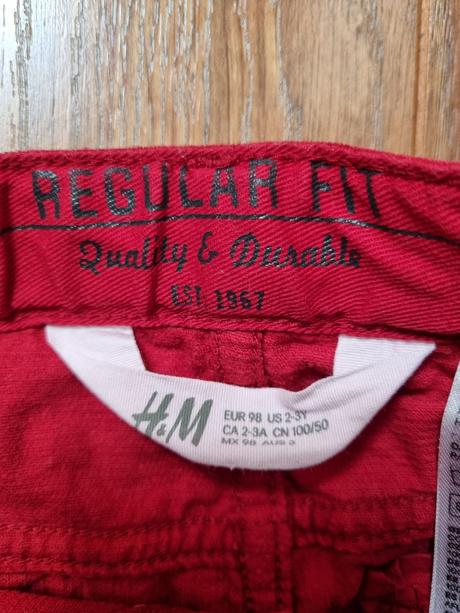 REGULAR FIT
Quality & Durable
EST. 1967
H&M
EUR 98 US 2-3Y
CA 2-3A CN 100/50
MX 98 AUS 3